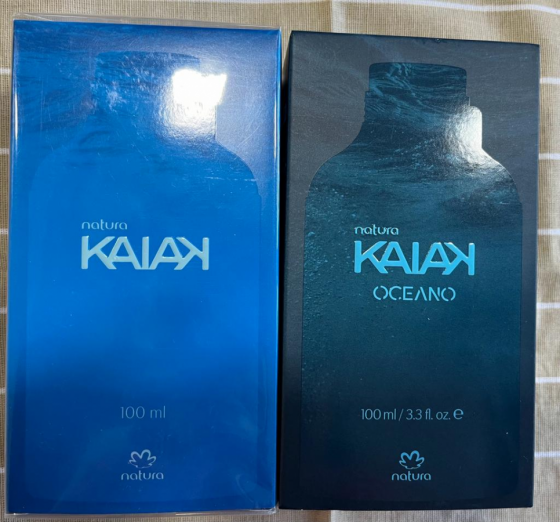 natura
KAIAK
100 ml
natura
natura
KAIAK
OCEANO
100 ml / 3.3 fl. oz. ℮
natura